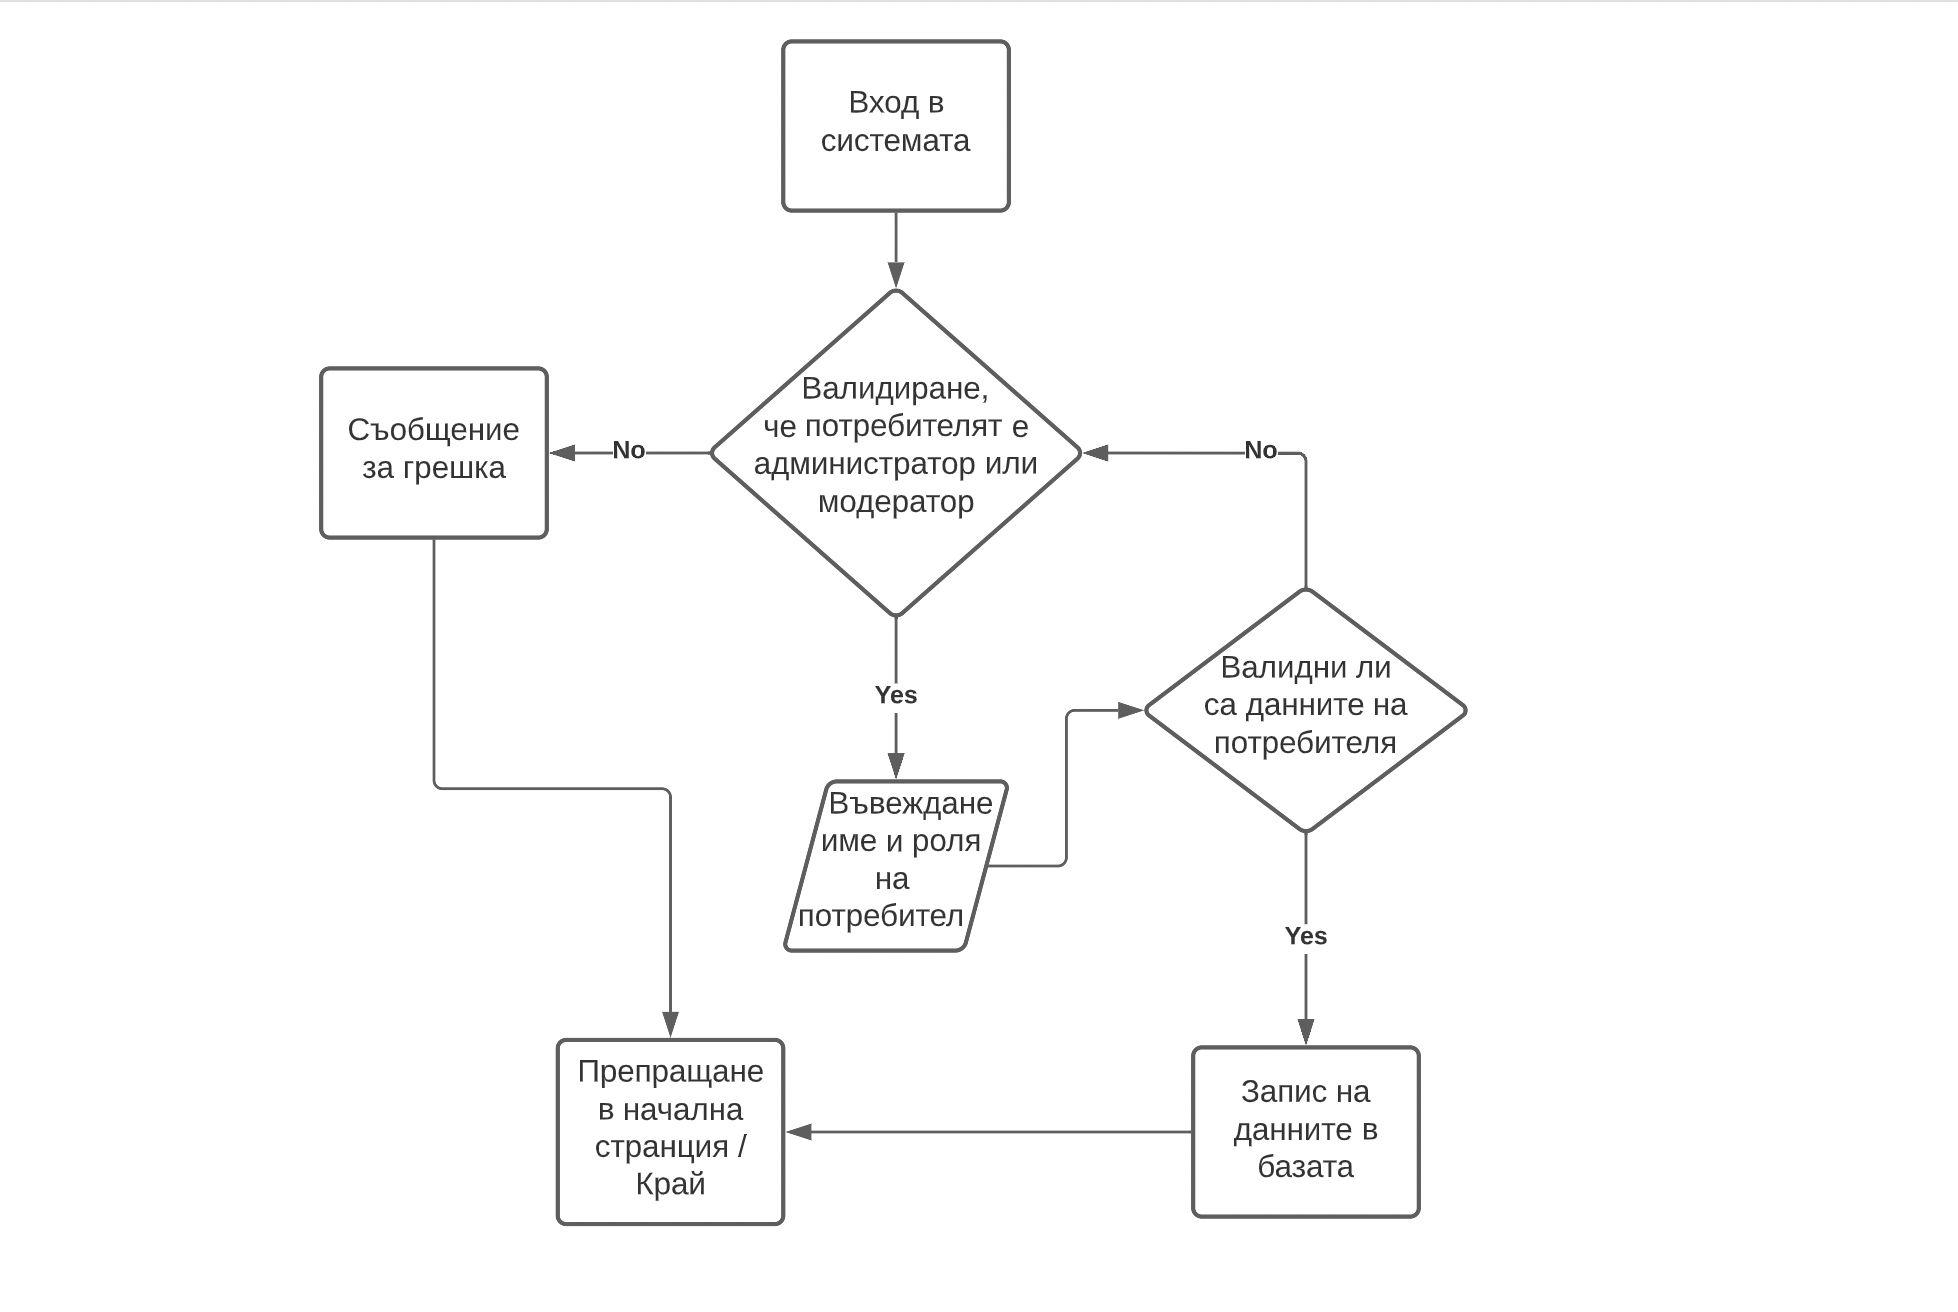 Вход в
системата
Валидиране,
че потребителят е
администратор или
модератор
No
Съобщение
за грешка
No
Yes
Валидни ли
са данните на
потребителя
Въвеждане
име и роля
на
потребител
Yes
Препращане
в начална
странция /
Край
Запис на
данните в
базата